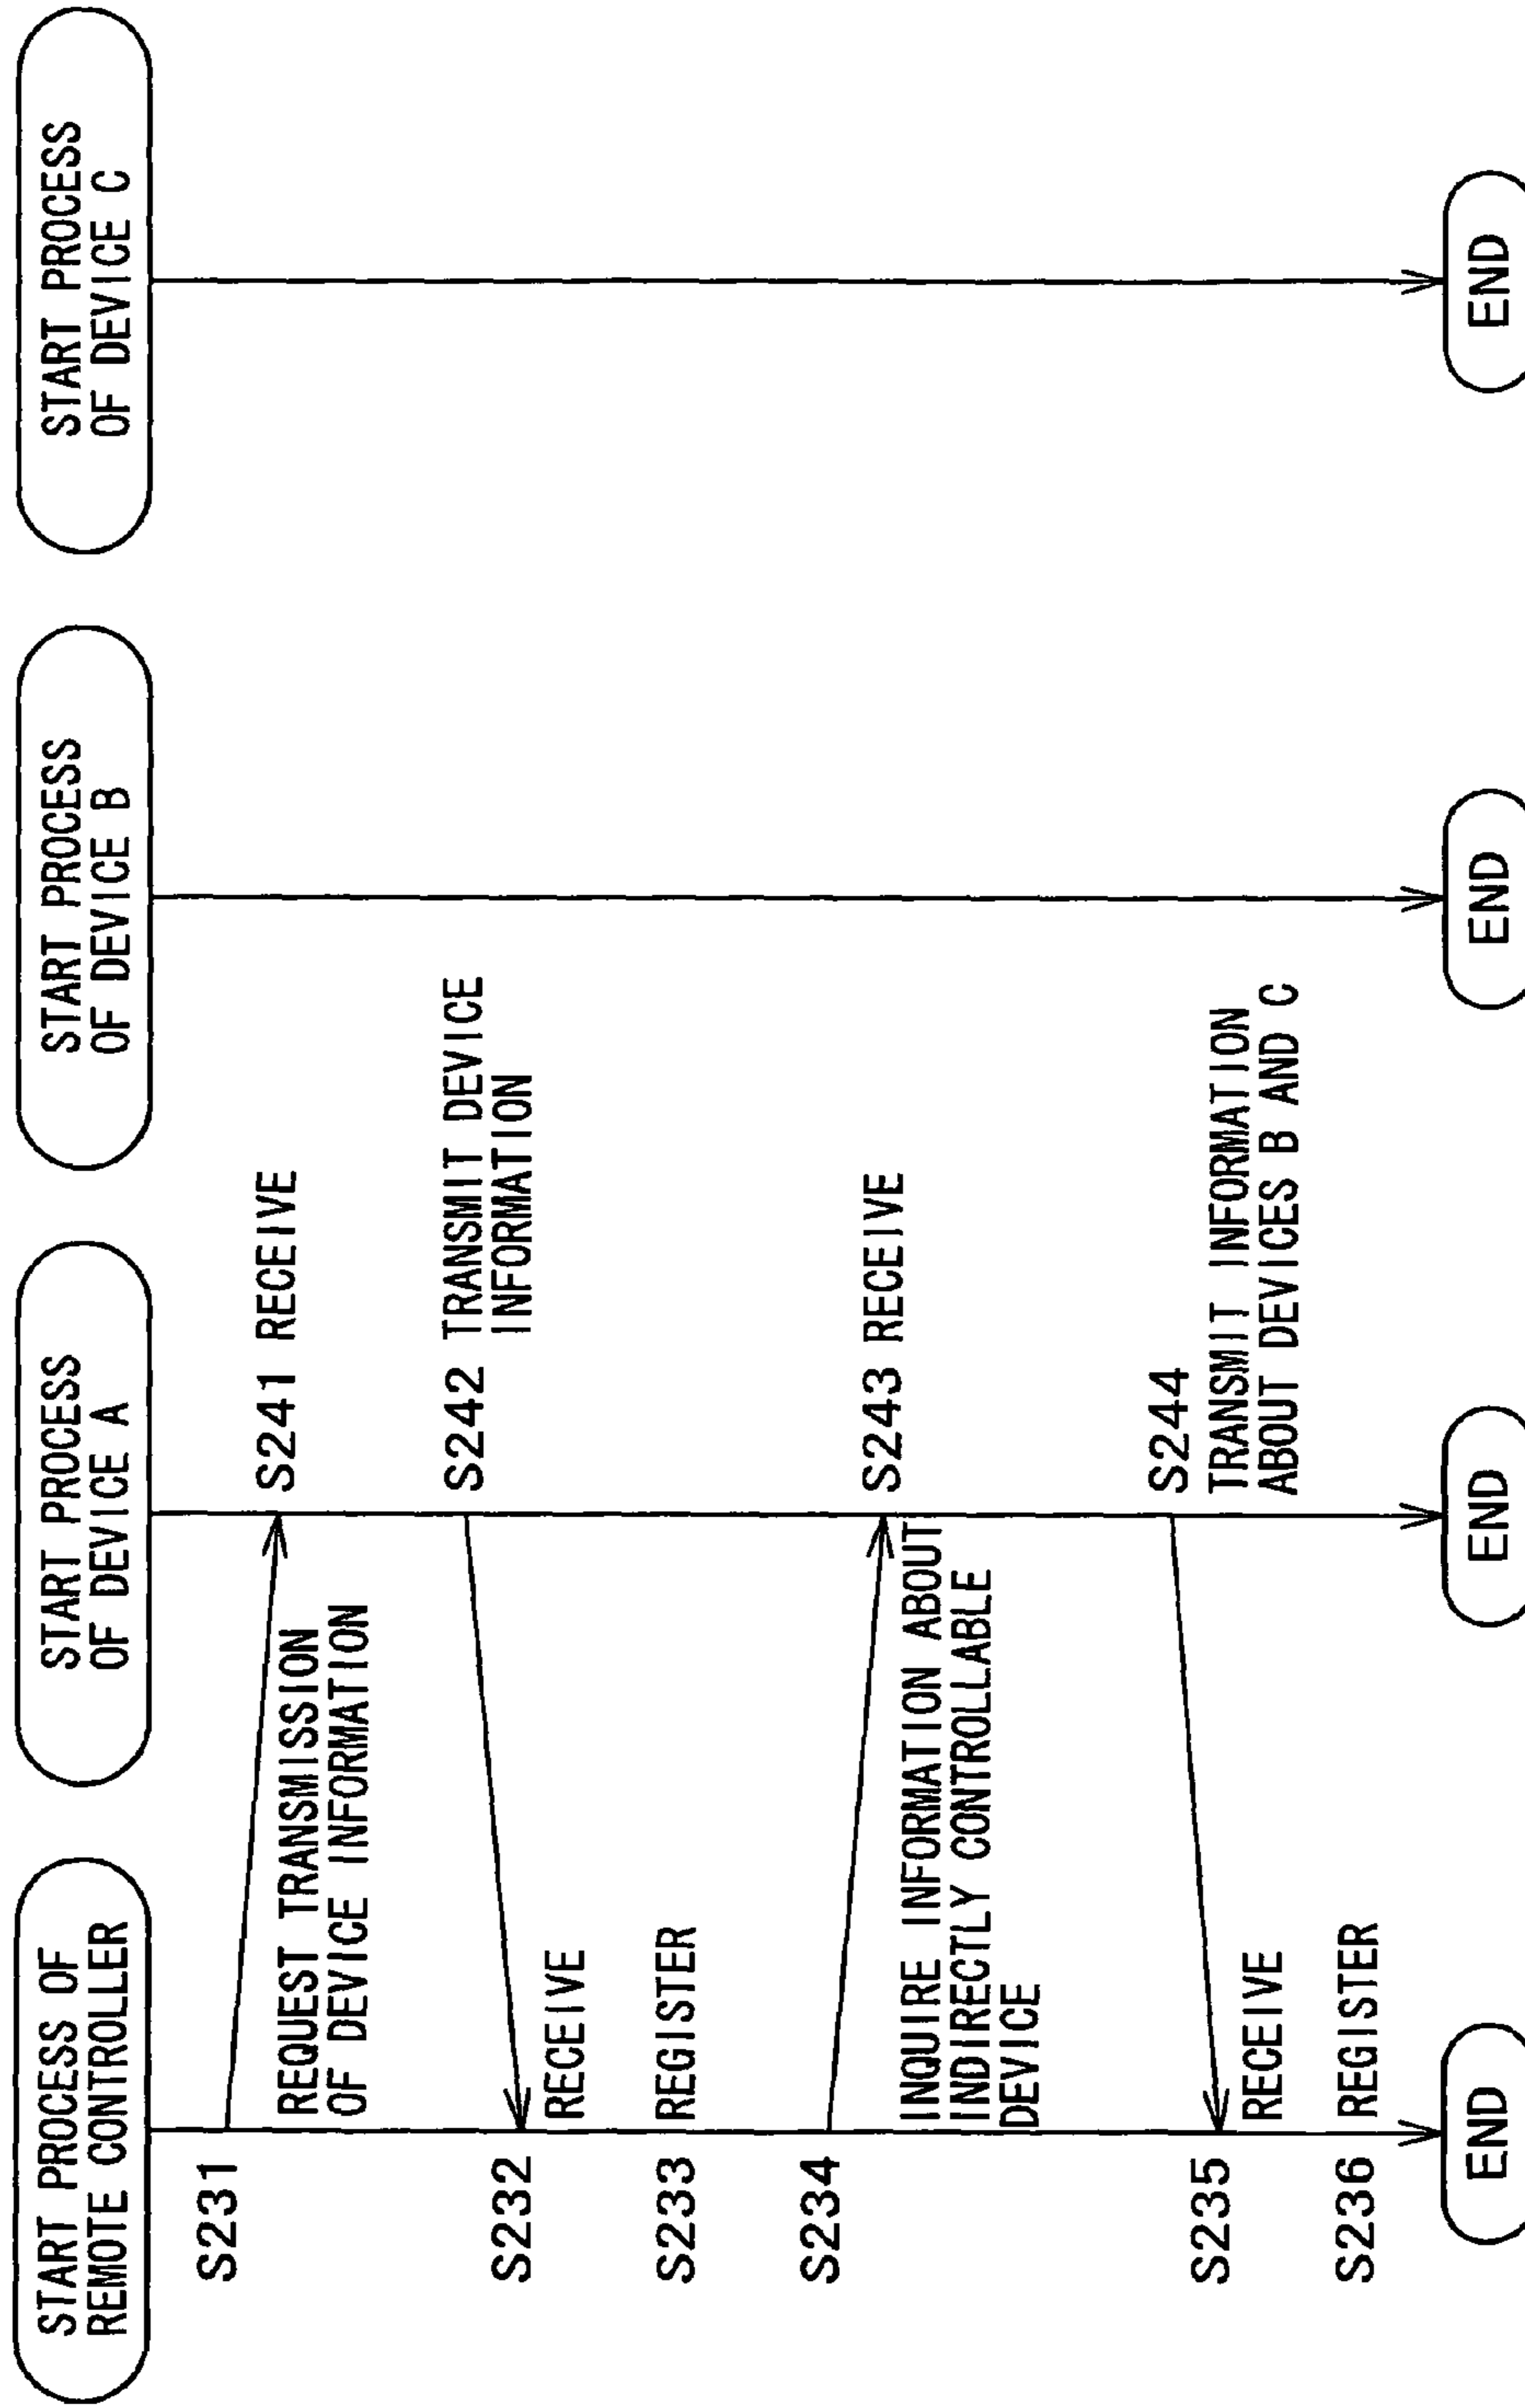 START PROCESS OF
REMOTE CONTROLLER
START PROCESS
OF DEVICE A
START PROCESS
OF DEVICE B
START PROCESS
OF DEVICE C
S231
REQUEST TRANSMISSION
OF DEVICE INFORMATION
S241 RECEIVE
S242 TRANSMIT DEVICE
INFORMATION
S232
RECEIVE
S233
REGISTER
S234
INQUIRE INFORMATION ABOUT
INDIRECTLY CONTROLLABLE
DEVICE
S243 RECEIVE
S244
TRANSMIT INFORMATION
ABOUT DEVICES B AND C
S235
RECEIVE
S236
REGISTER
END
END
END
END